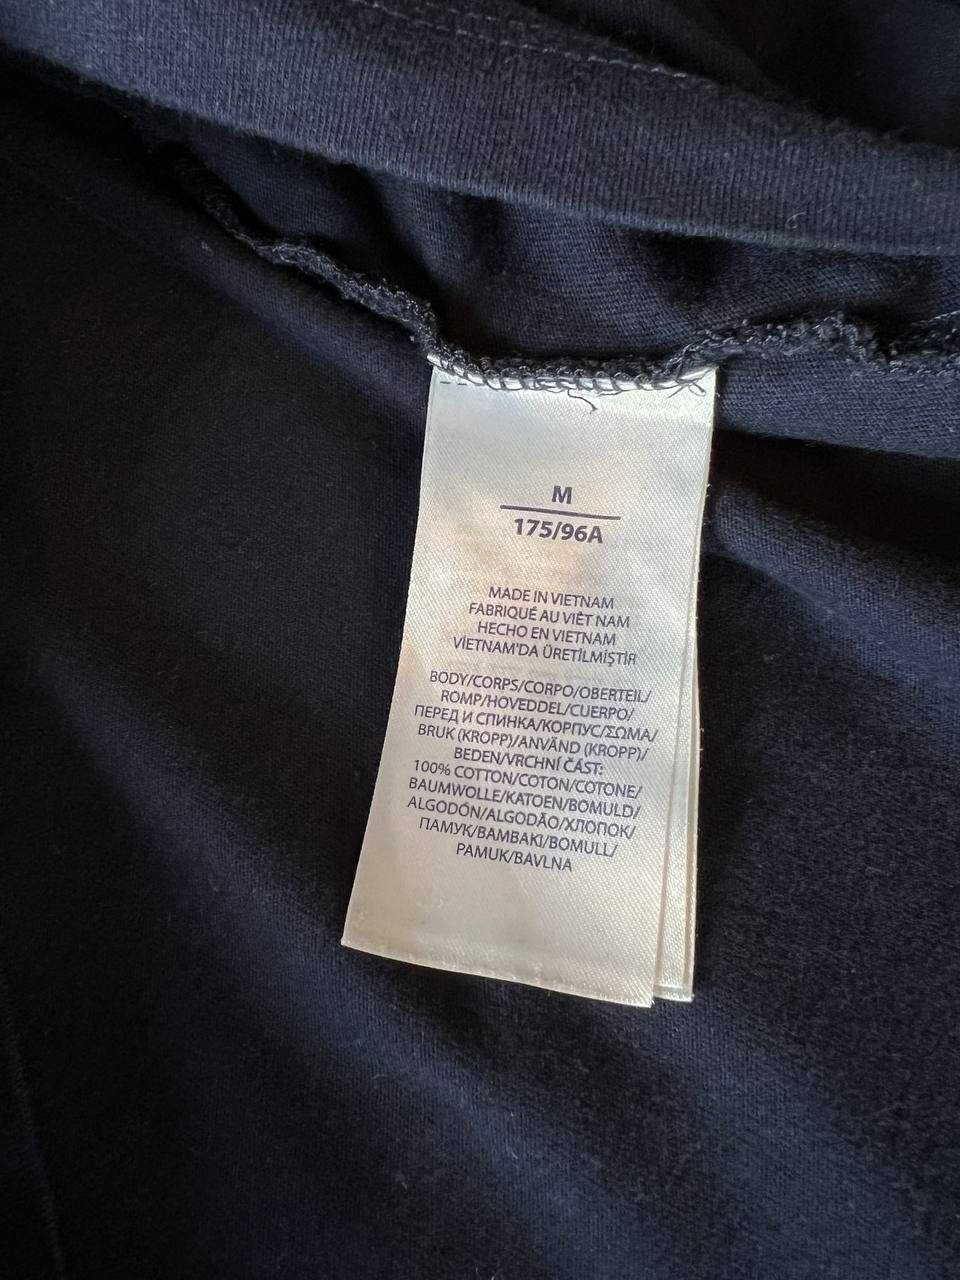 M
175/96A
MADE IN VIETNAM
FABRIQUÉ AU VIÊT NAM
HECHO EN VIETNAM
VİETNAM'DA ÜRETİLMİŞTİR
BODY/CORPS/CORPO/OBERTEIL/
ROMP/HOVEDDEL/CUERPO/
ПЕРЕД И СПИНКА/КОРПУС/ΣΩΜΑ/
BRUK (KROPP)/ANVÄND (KROPP)/
BEDEN/VRCHNÍ ČÁST:
100% COTTON/COTON/COTONE/
BAUMWOLLE/KATOEN/BOMULD/
ALGODÓN/ALGODÃO/ХЛОПОК/
ПАМУК/ΒΑΜΒΑΚΙ/BOMULL/
PAMUK/BAVLNA